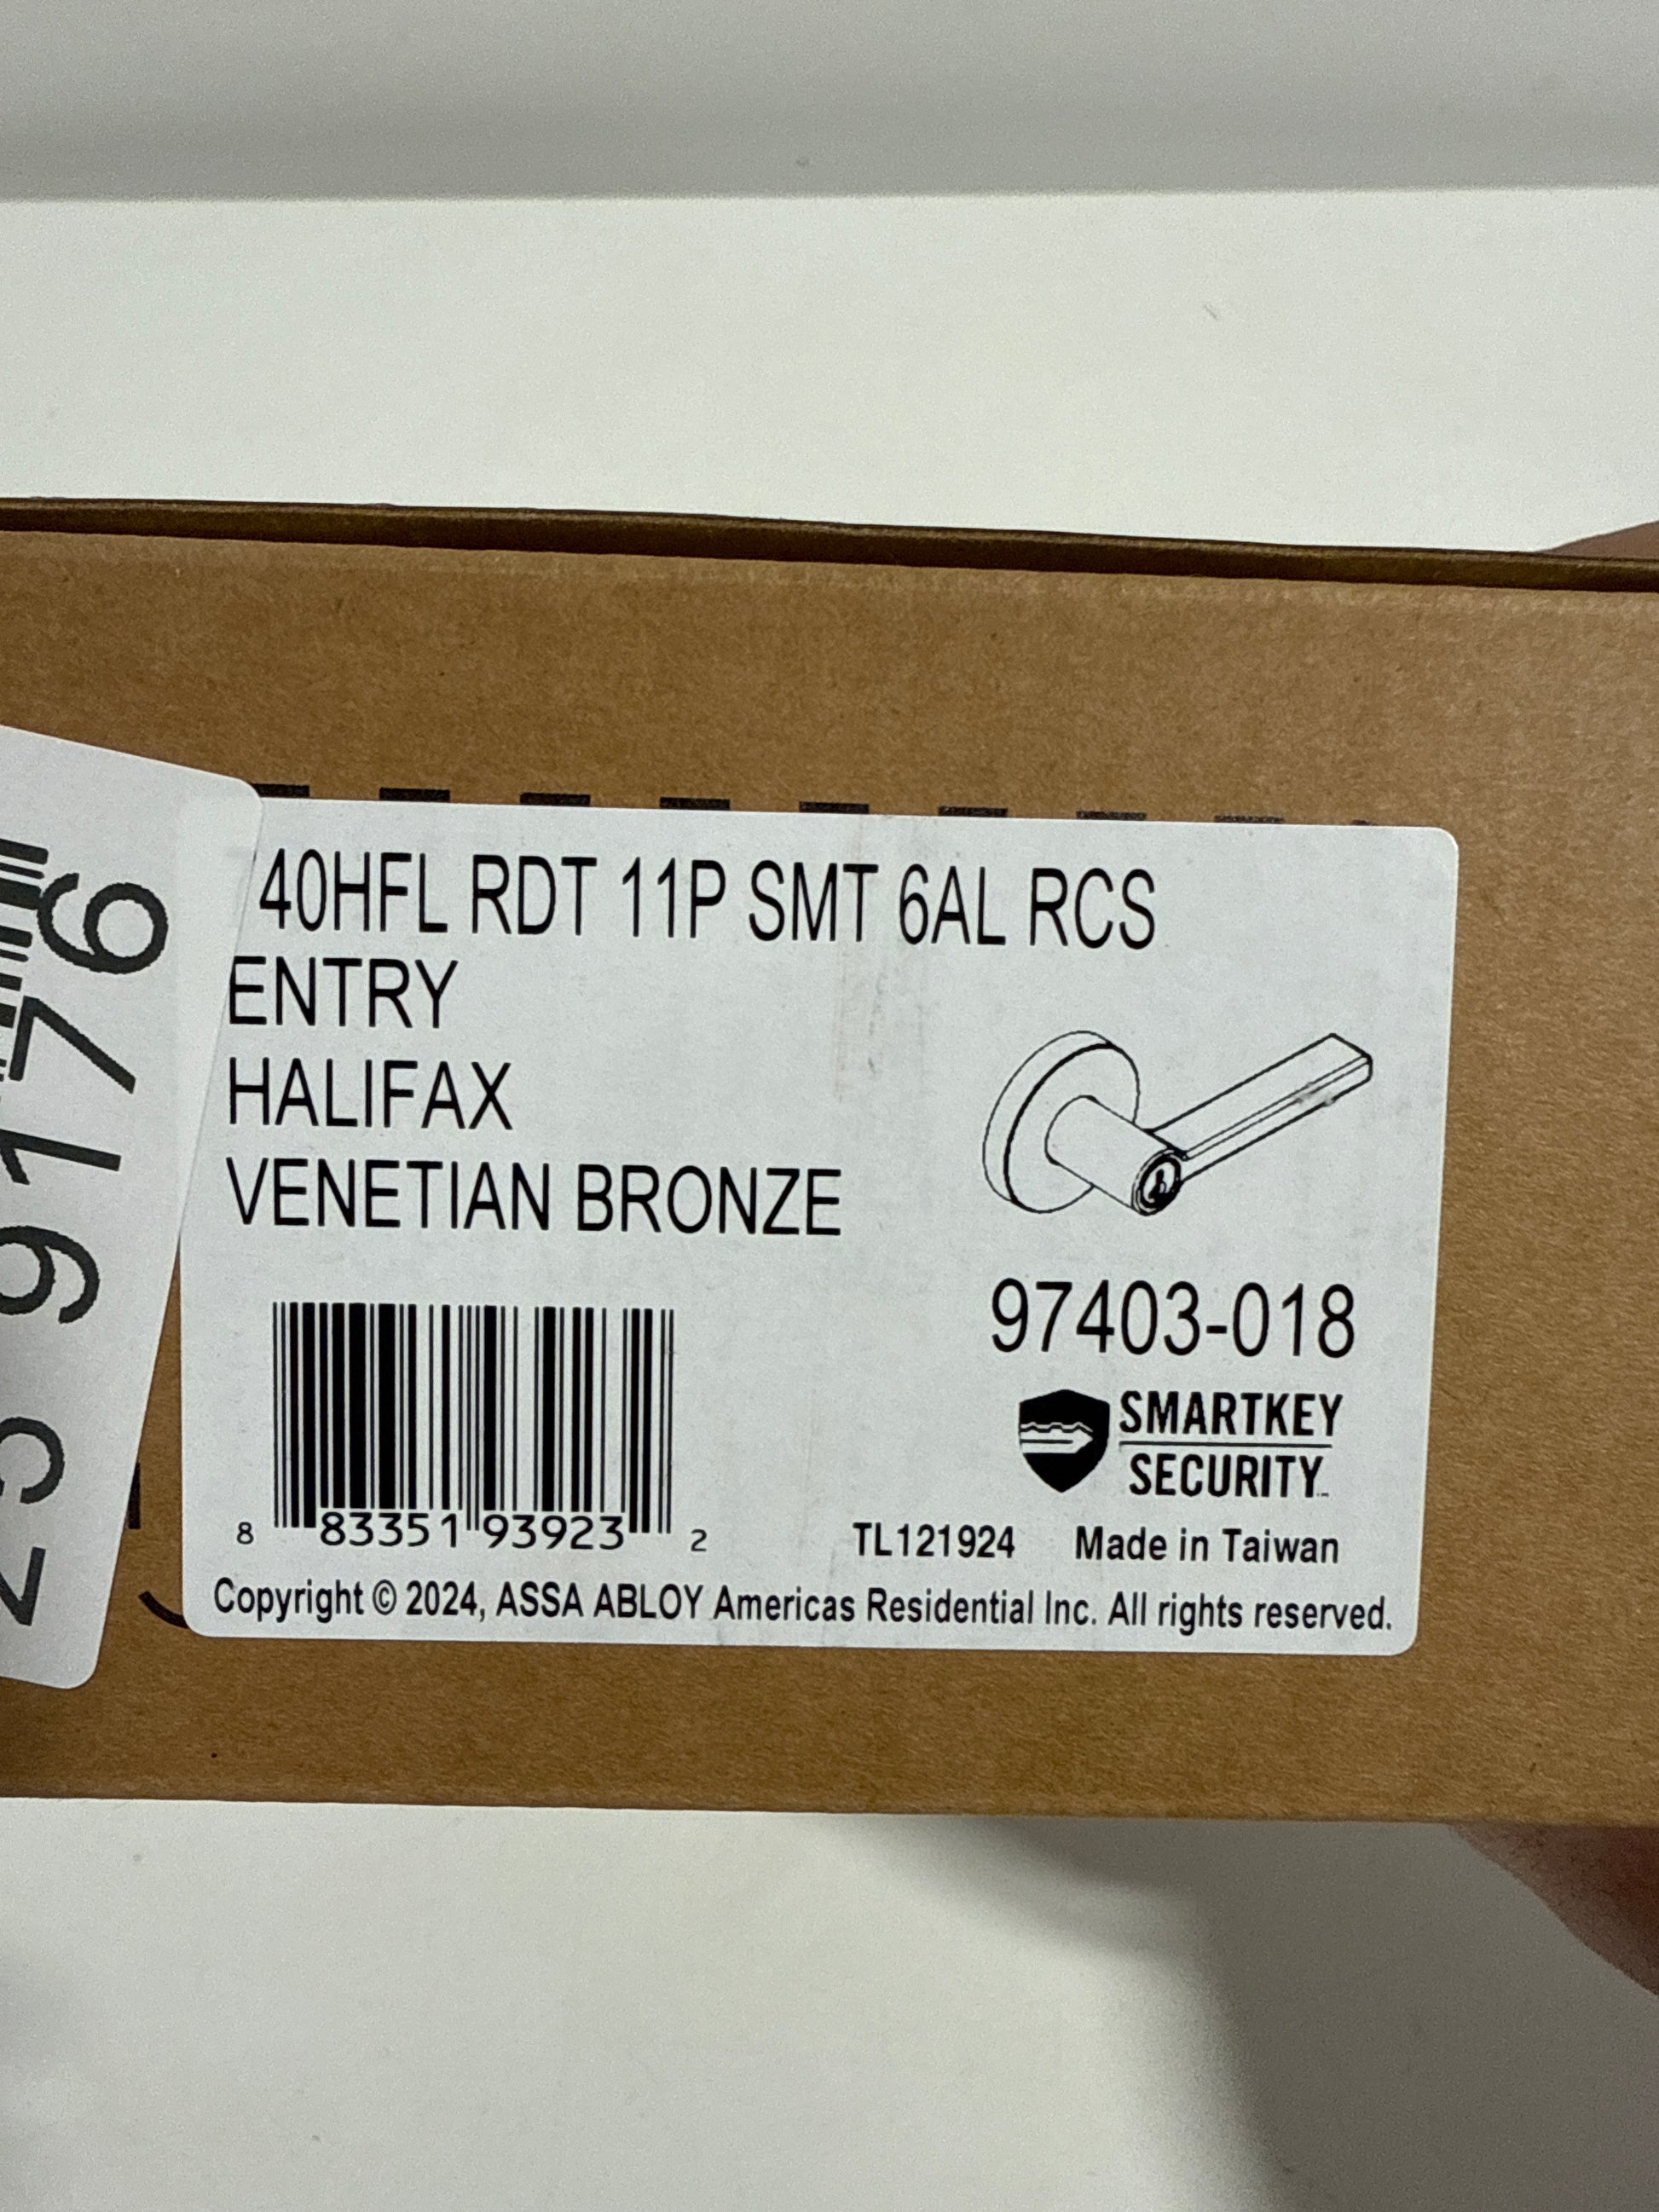 40HFL RDT 11P SMT 6AL RCS
ENTRY
HALIFAX
VENETIAN BRONZE
97403-018
SMARTKEY
SECURITY
8 83351 93923 2
TL121924 Made in Taiwan
Copyright © 2024, ASSA ABLOY Americas Residential Inc. All rights reserved.